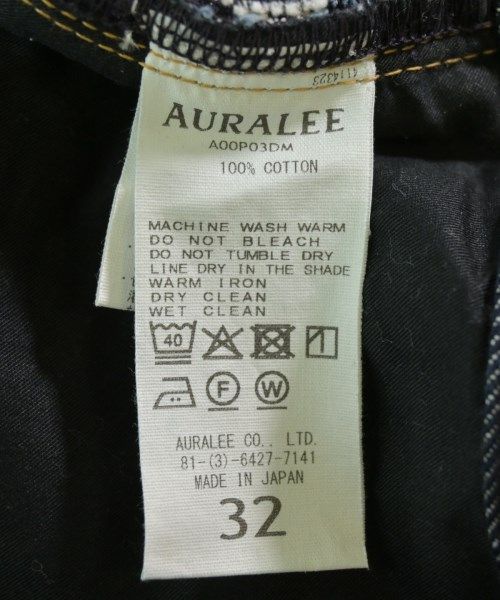 4114323
AURALEE
A00P03DM
100% COTTON
MACHINE WASH WARM
DO NOT BLEACH
DO NOT TUMBLE DRY
LINE DRY IN THE SHADE
WARM IRON
DRY CLEAN
WET CLEAN
40
F W
AURALEE CO., LTD.
81-(3)-6427-7141
MADE IN JAPAN
32